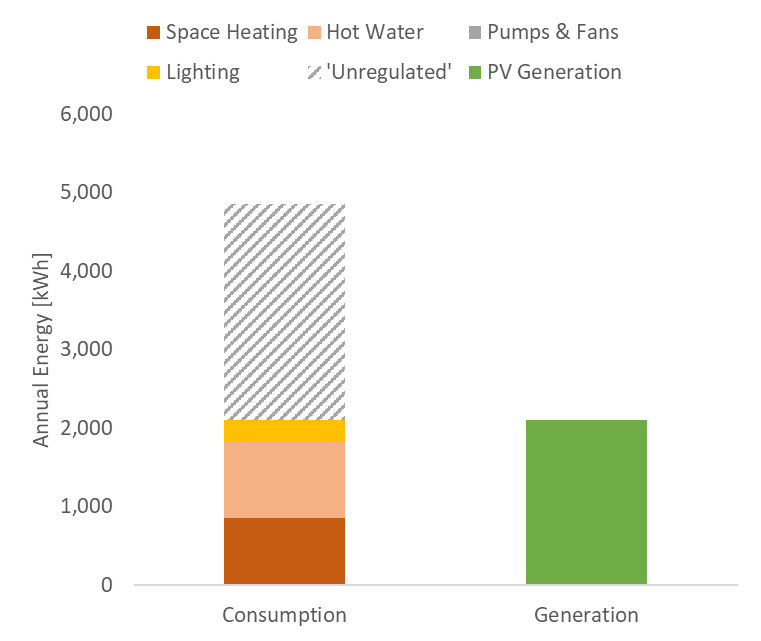 Space Heating Hot Water Pumps & Fans
Lighting 'Unregulated' PV Generation
6,000
5,000
4,000
3,000
2,000
1,000
0
Annual Energy [kWh]
Consumption Generation